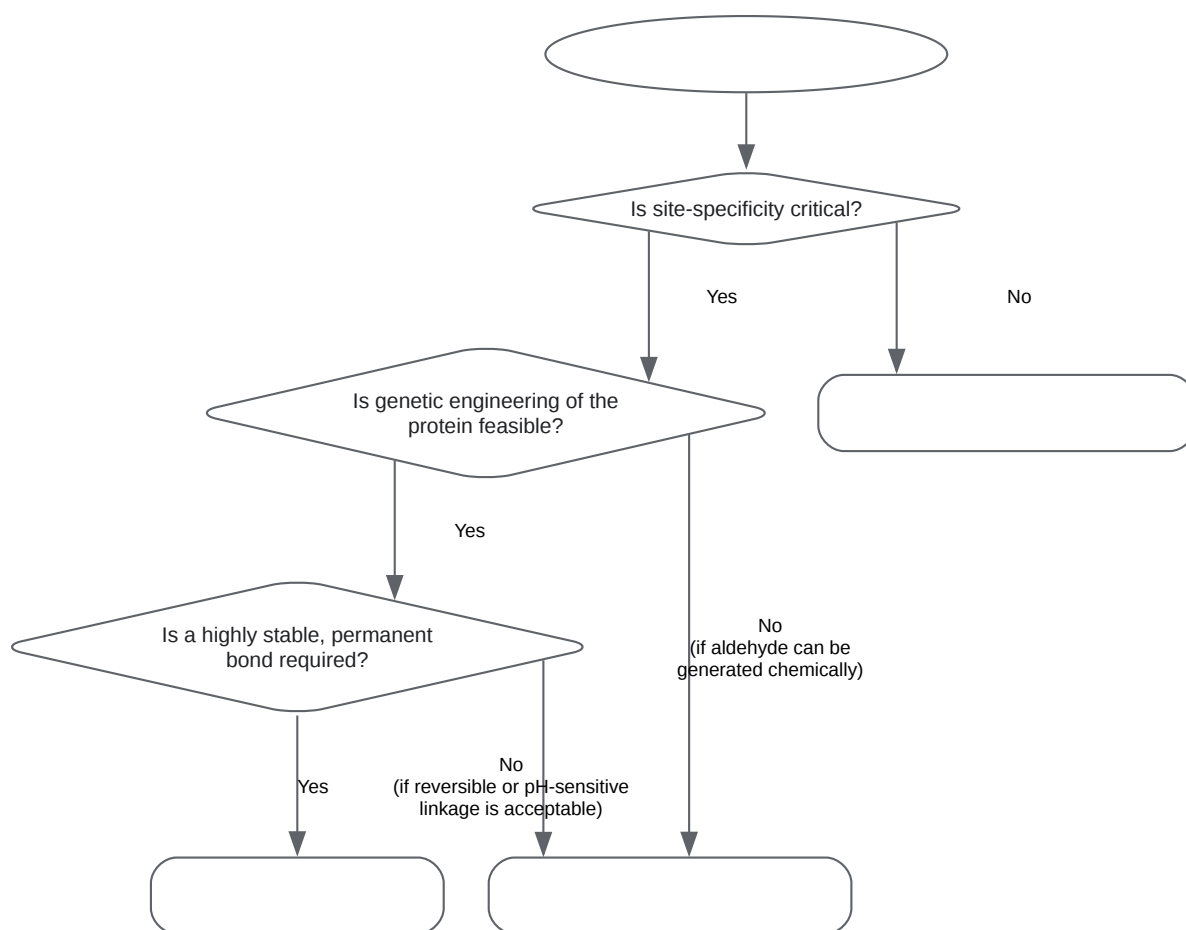 Is site-specificity critical?
Yes
No
Is genetic engineering of the
protein feasible?
Yes
No
(if aldehyde can be
generated chemically)
Is a highly stable, permanent
bond required?
Yes
No
(if reversible or pH-sensitive
linkage is acceptable)